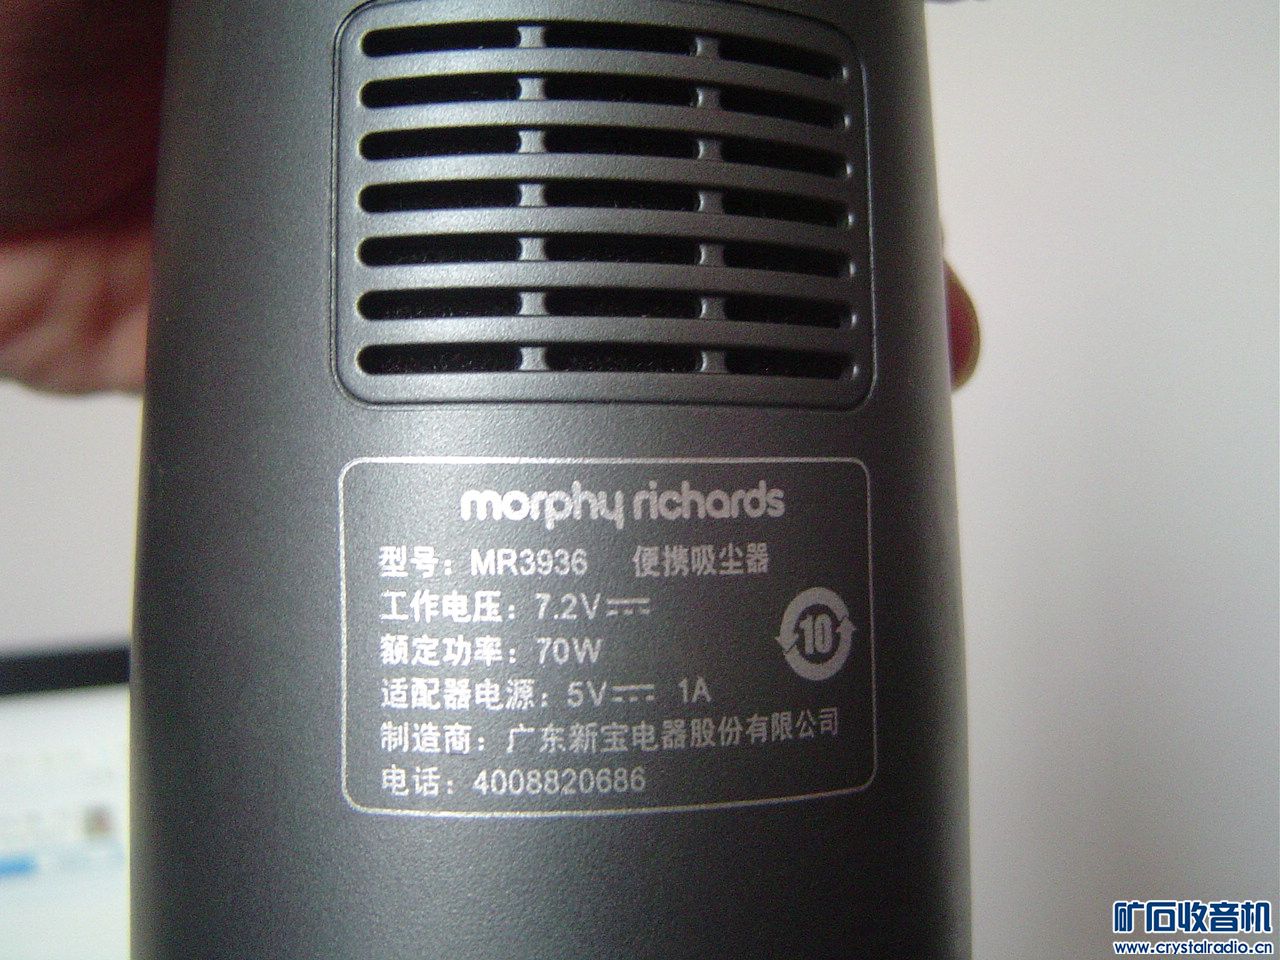 morphy richards
型号：MR3936 便携吸尘器
工作电压：7.2V⎓
额定功率：70W
10
适配器电源：5V⎓ 1A
制造商：广东新宝电器股份有限公司
电话：4008820686
矿石收音机
www.crystalradio.cn